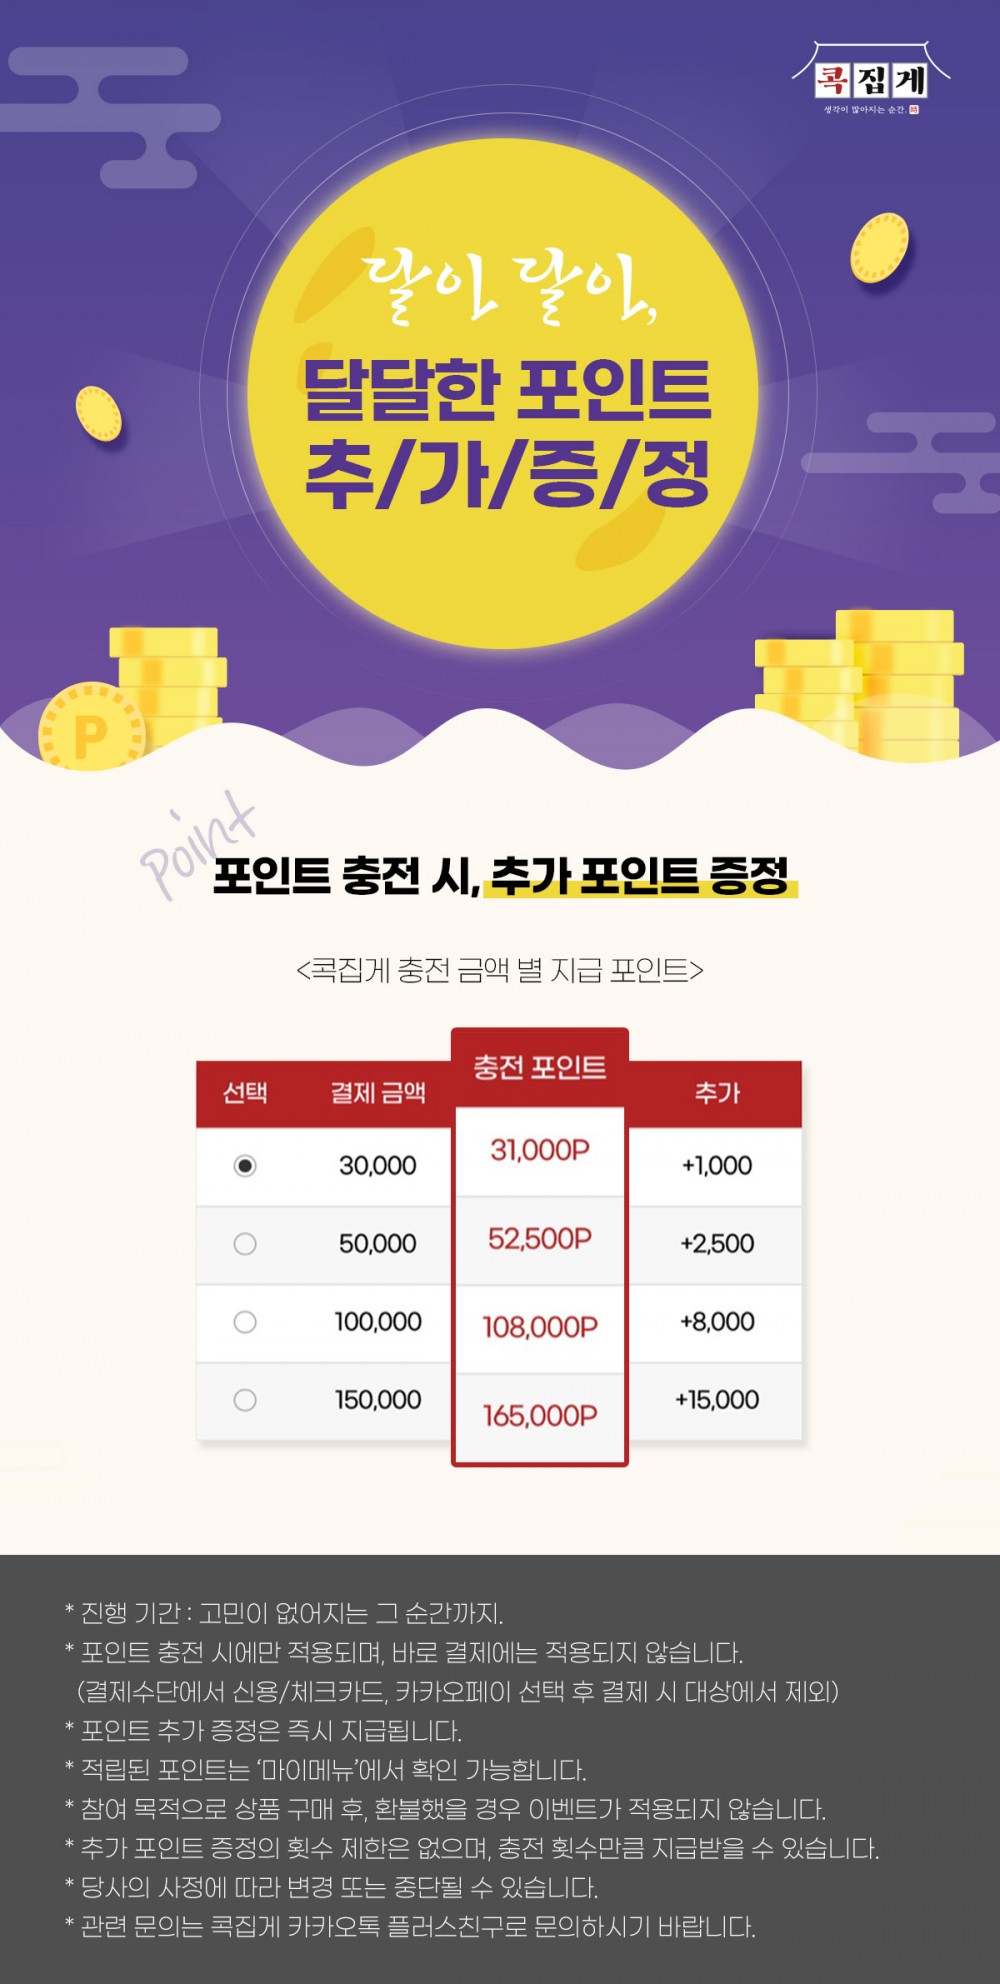 콕집게
생각이 많아지는 순간.
달아 달아,
달달한 포인트
추/가/증/정
P
Point
포인트 충전 시, 추가 포인트 증정
<콕집게 충전 금액 별 지급 포인트>
선택 결제 금액 충전 포인트 추가
30,000 31,000P +1,000
50,000 52,500P +2,500
100,000 108,000P +8,000
150,000 165,000P +15,000
* 진행 기간 : 고민이 없어지는 그 순간까지.
* 포인트 충전 시에만 적용되며, 바로 결제에는 적용되지 않습니다.
(결제수단에서 신용/체크카드, 카카오페이 선택 후 결제 시 대상에서 제외)
* 포인트 추가 증정은 즉시 지급됩니다.
* 적립된 포인트는 ‘마이메뉴’에서 확인 가능합니다.
* 참여 목적으로 상품 구매 후, 환불했을 경우 이벤트가 적용되지 않습니다.
* 추가 포인트 증정의 횟수 제한은 없으며, 충전 횟수만큼 지급받을 수 있습니다.
* 당사의 사정에 따라 변경 또는 중단될 수 있습니다.
* 관련 문의는 콕집게 카카오톡 플러스친구로 문의하시기 바랍니다.